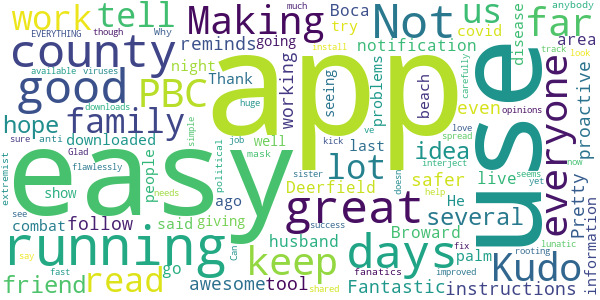 work tell Making us Not far
EVERYTHING though Why much going try Boca covid area disease anybody
county reminds notification look
available viruses night app track
good PBC Thank working seeing beach problems even carefully proactive
hope family downloaded use everyone
sure anti downloads huge install ve last well opinions
Glad simple job lot idea spread now
flawlessly people political mask kick love
extremist easy sister Deerfield safer live interject seems yet
show ago needs doesn He
see combat follow said giving great several Pretty information
running Can success husband Broward help
days palm fix rooting
say read go keep Kudo lunatic
friend fast awesome tool shared Fantastic fanatics improved instructions